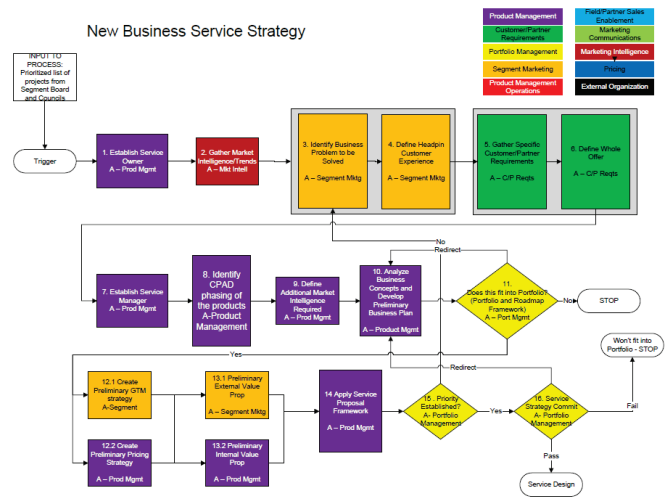 New Business Service Strategy
Product Management
Field/Partner Sales
Enablement
Customer/Partner
Requirements
Marketing
Communications
Portfolio Management
Marketing Intelligence
Segment Marketing
Pricing
Product Management
Operations
External Organization
INPUT TO
PROCESS:
Prioritized list of
projects from
Segment Board
and Councils
Trigger
1. Establish Service
Owner
A – Prod Mgmt
2. Gather Market
Intelligence/Trends
A – Mkt Intell
3. Identify Business
Problem to be
Solved
A – Segment Mktg
4. Define Headpin
Customer
Experience
A – Segment Mktg
5. Gather Specific
Customer/Partner
Requirements
A – C/P Reqts
6. Define Whole
Offer
A – C/P Reqts
No
Redirect
7. Establish Service
Manager
A – Prod Mgmt
8. Identify
CPAD
phasing of
the products
A-Product
Management
9. Define
Additional Market
Intelligence
Required
A – Prod Mgmt
10. Analyze
Business
Concepts and
Develop
Preliminary
Business Plan
A – Product Mgmt
11.
Does this fit into Portfolio?
(Portfolio and Roadmap
Framework)
A – Port Mgmt
No
STOP
Yes
Redirect
Won't fit into
Portfolio - STOP
12.1 Create
Preliminary GTM
strategy
A-Segment
13.1 Preliminary
External Value
Prop
A – Segment Mktg
14 Apply Service
Proposal
Framework
A – Prod Mgmt
15 . Priority
Established?
A- Portfolio
Management
Yes
16. Service
Strategy Commit
A- Portfolio
Management
Fail
12.2 Create
Preliminary Pricing
Strategy
A – Prod Mgmt
13.2 Preliminary
Internal Value
Prop
A – Prod Mgmt
Pass
Service Design